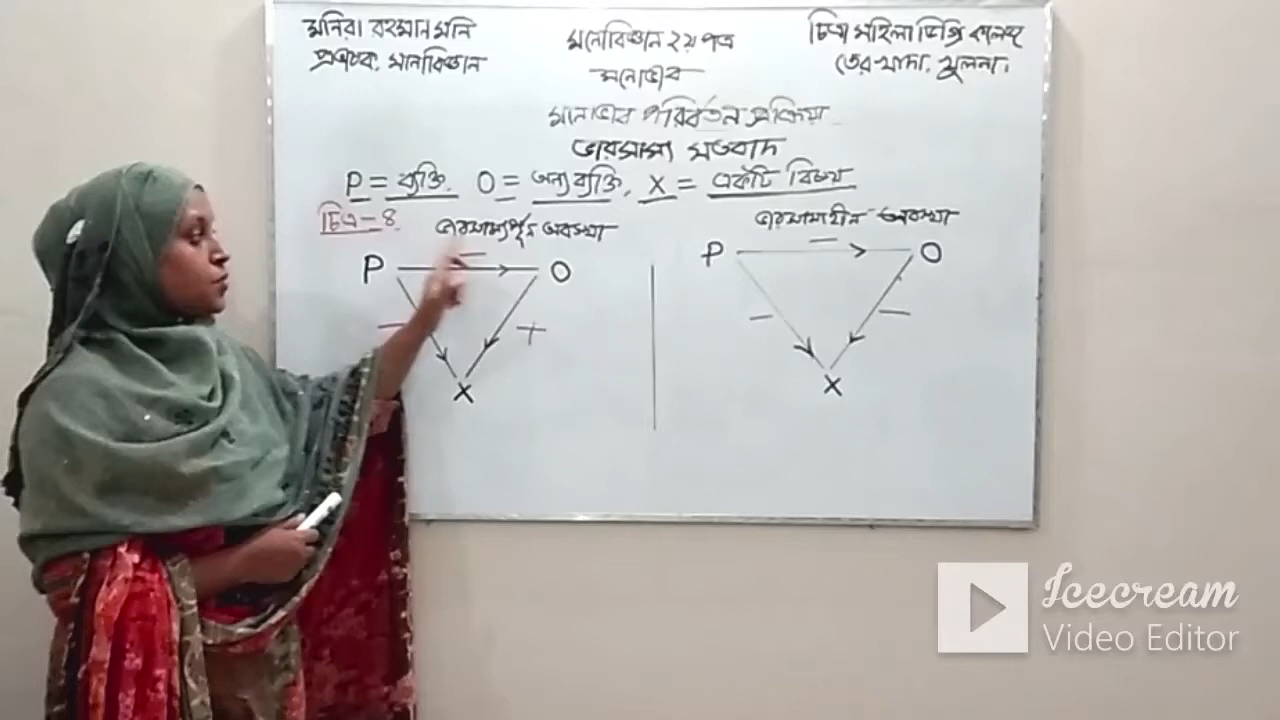 মনিরা রহমান মনি
প্রভাষক, মনোবিজ্ঞান
মনোবিজ্ঞান ২য় পত্র
মনোভাব
চিত্রা মহিলা ডিগ্রি কলেজ
তেরখাদা, খুলনা।
মনোভাব পরিবর্তন প্রক্রিয়া
ভারসাম্য মতবাদ
P = ব্যক্তি, O = অন্য ব্যক্তি, X = একটি বিষয়
চিত্র-৪
ভারসাম্যপূর্ণ অবস্থা
P — O
— +
X
ভারসাম্যহীন অবস্থা
P — O
— —
X
Icecream
Video Editor